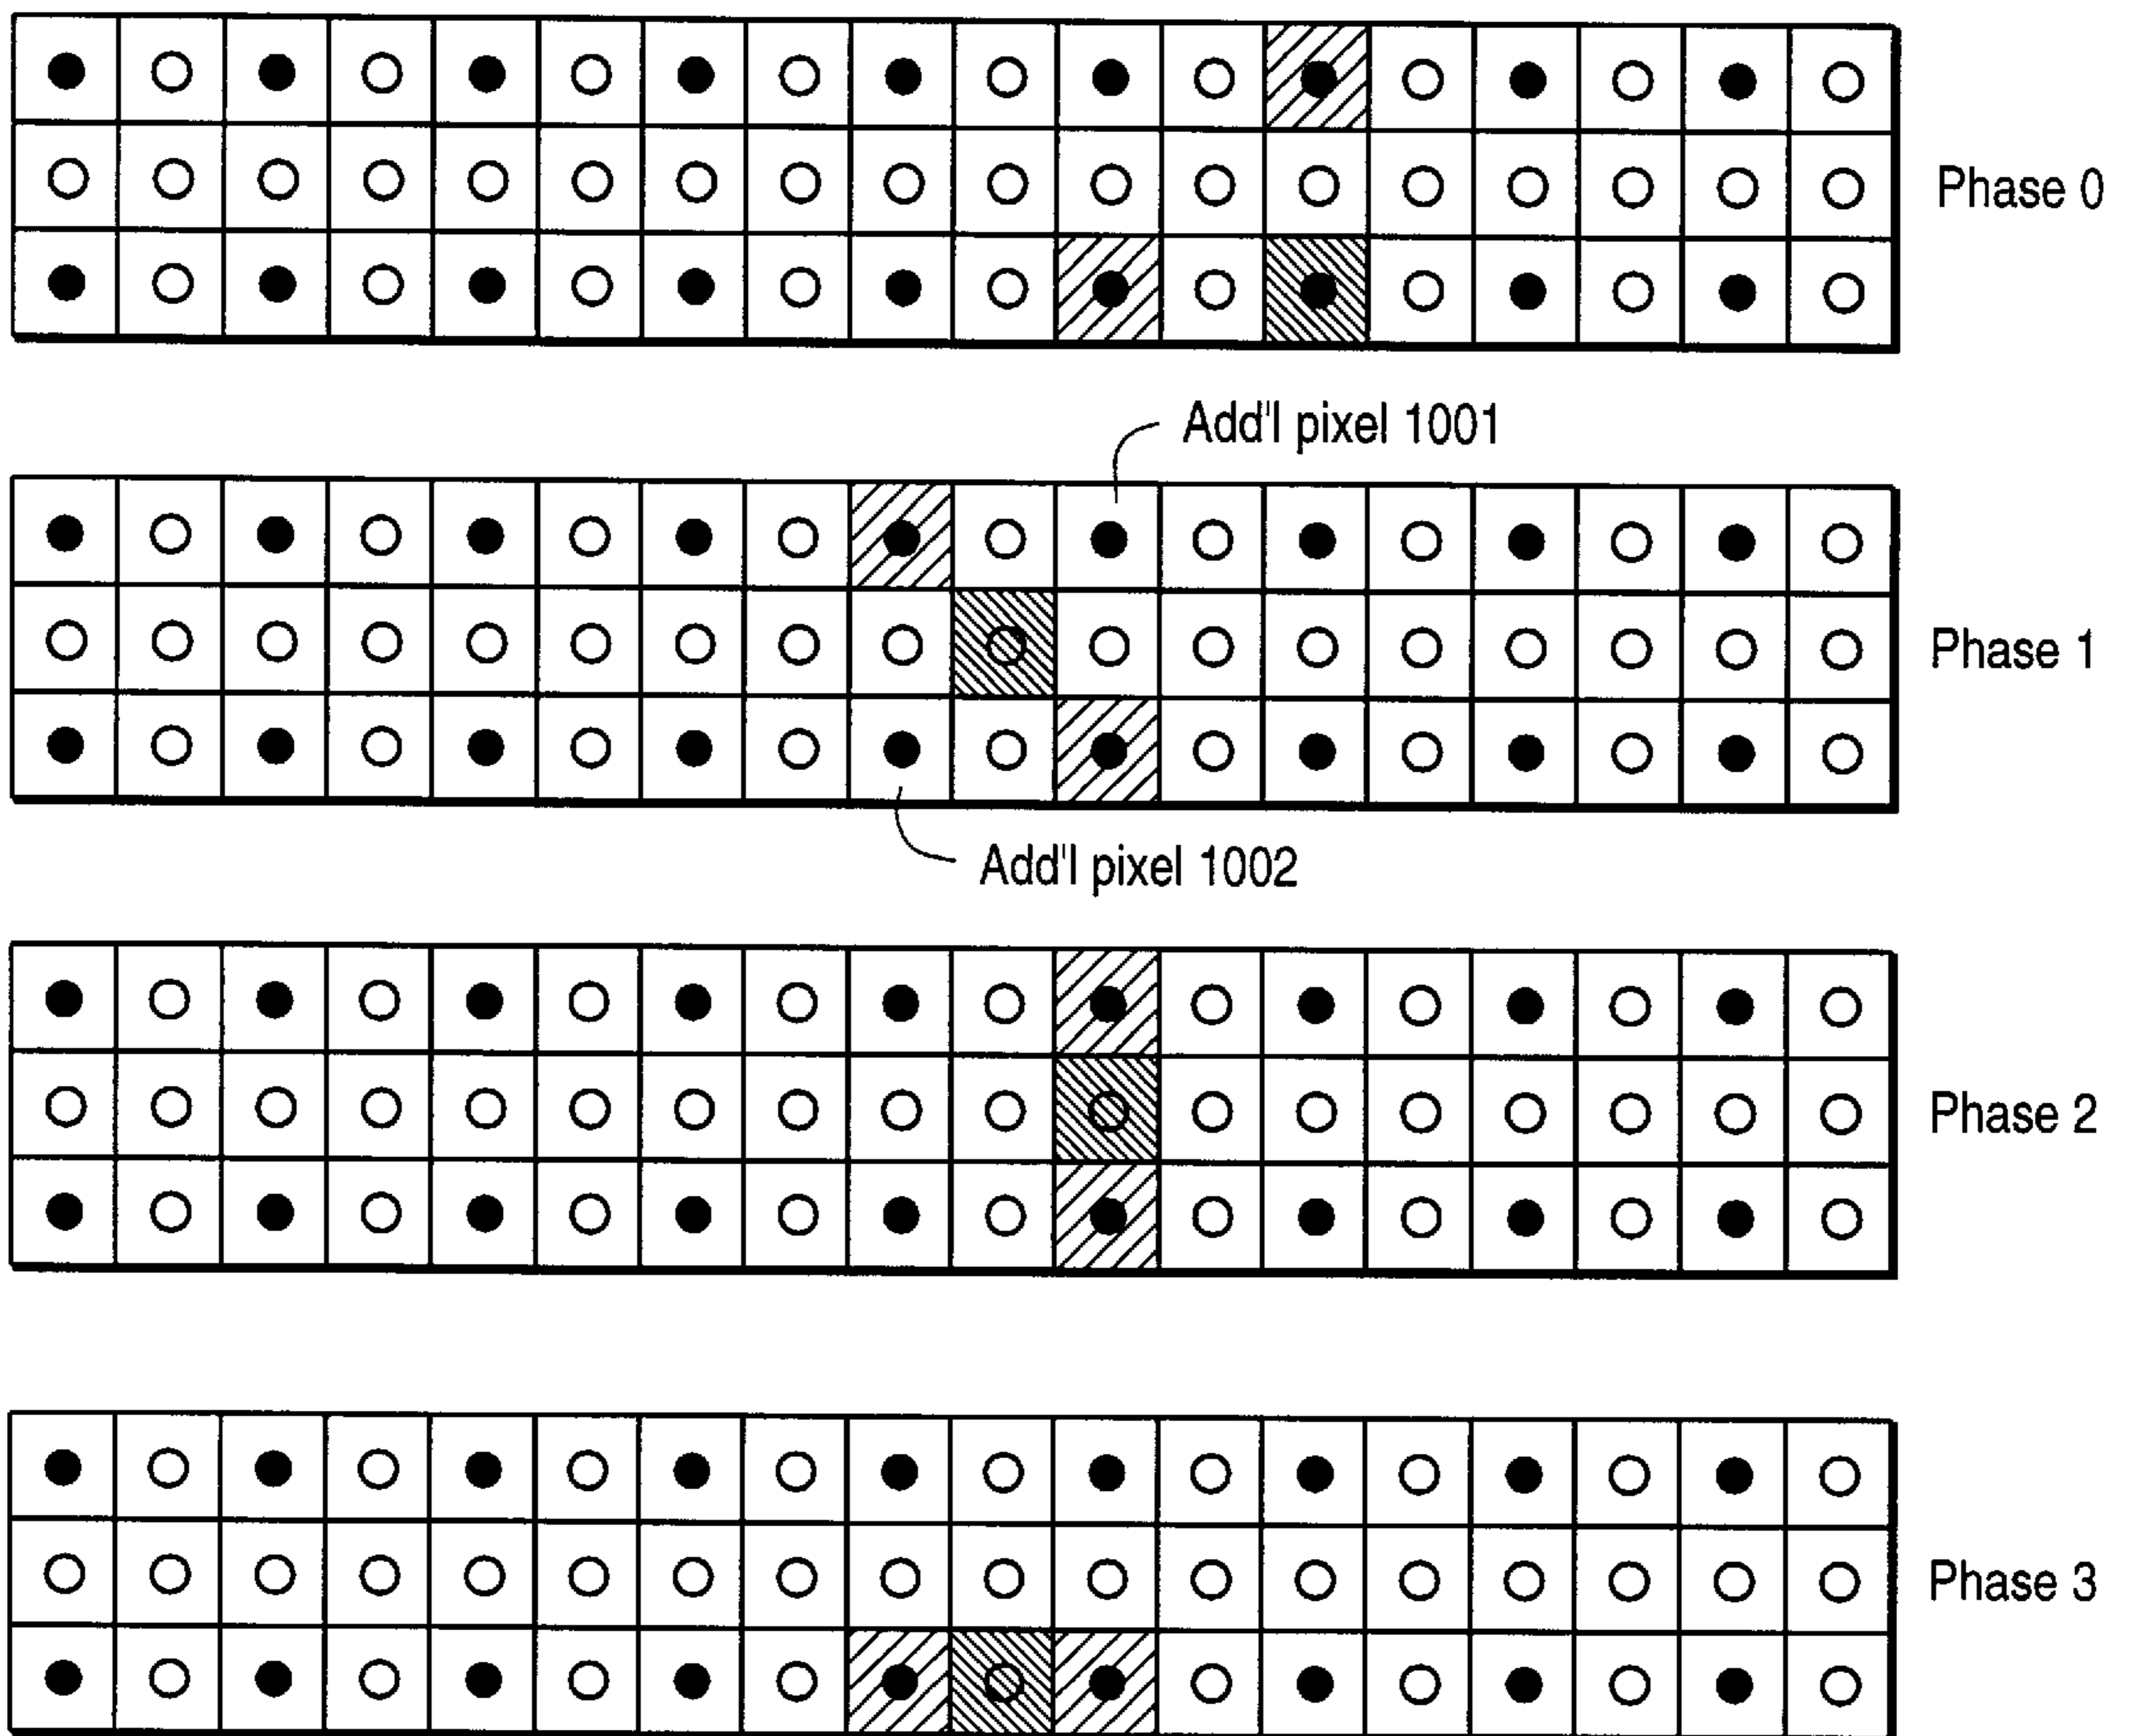 Phase 0
Add'l pixel 1001
Phase 1
Add'l pixel 1002
Phase 2
Phase 3